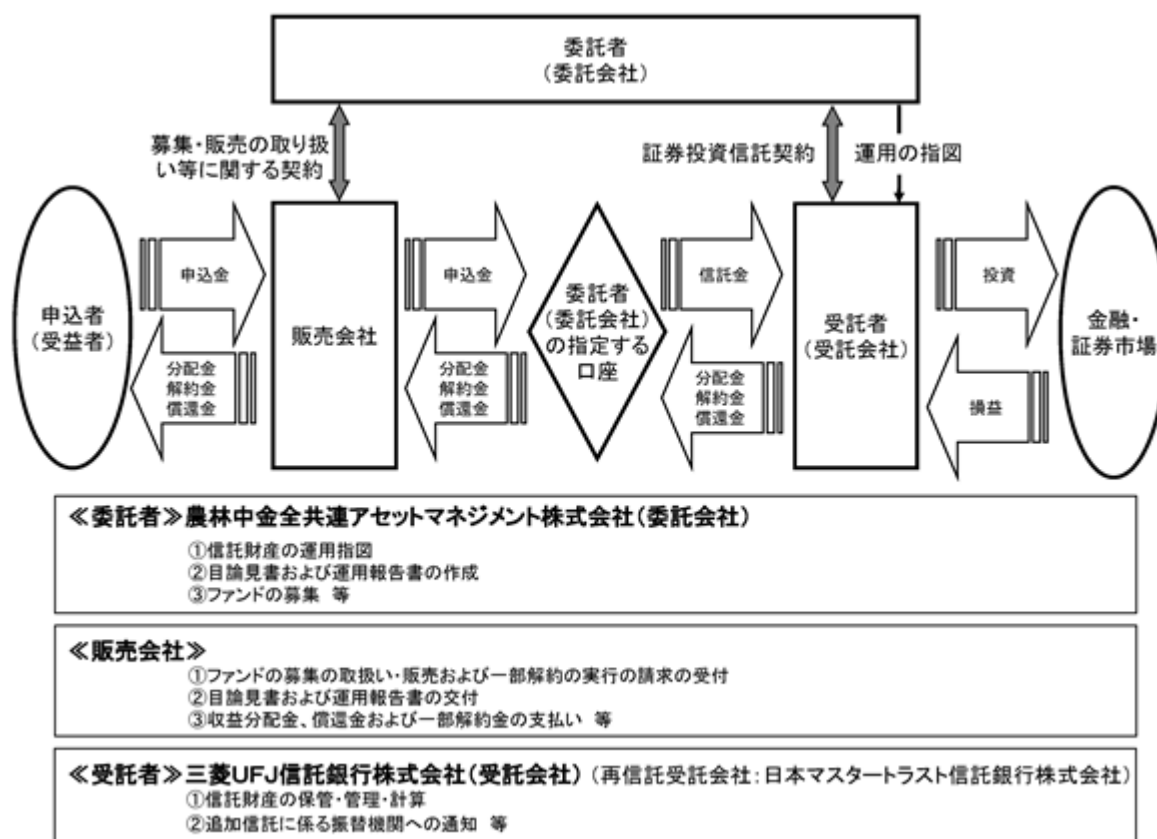 委託者
(委託会社)
募集・販売の取り扱
い等に関する契約
証券投資信託契約
運用の指図
申込者
(受益者)
申込金
分配金
解約金
償還金
販売会社
申込金
分配金
解約金
償還金
委託者
(委託会社)
の指定する
口座
信託金
分配金
解約金
償還金
受託者
(受託会社)
投資
損益
金融・
証券市場
≪委託者≫農林中金全共連アセットマネジメント株式会社(委託会社)
①信託財産の運用指図
②目論見書および運用報告書の作成
③ファンドの募集 等
≪販売会社≫
①ファンドの募集の取扱い・販売および一部解約の実行の請求の受付
②目論見書および運用報告書の交付
③収益分配金、償還金および一部解約金の支払い 等
≪受託者≫三菱UFJ信託銀行株式会社(受託会社) (再信託受託会社:日本マスタートラスト信託銀行株式会社)
①信託財産の保管・管理・計算
②追加信託に係る振替機関への通知 等